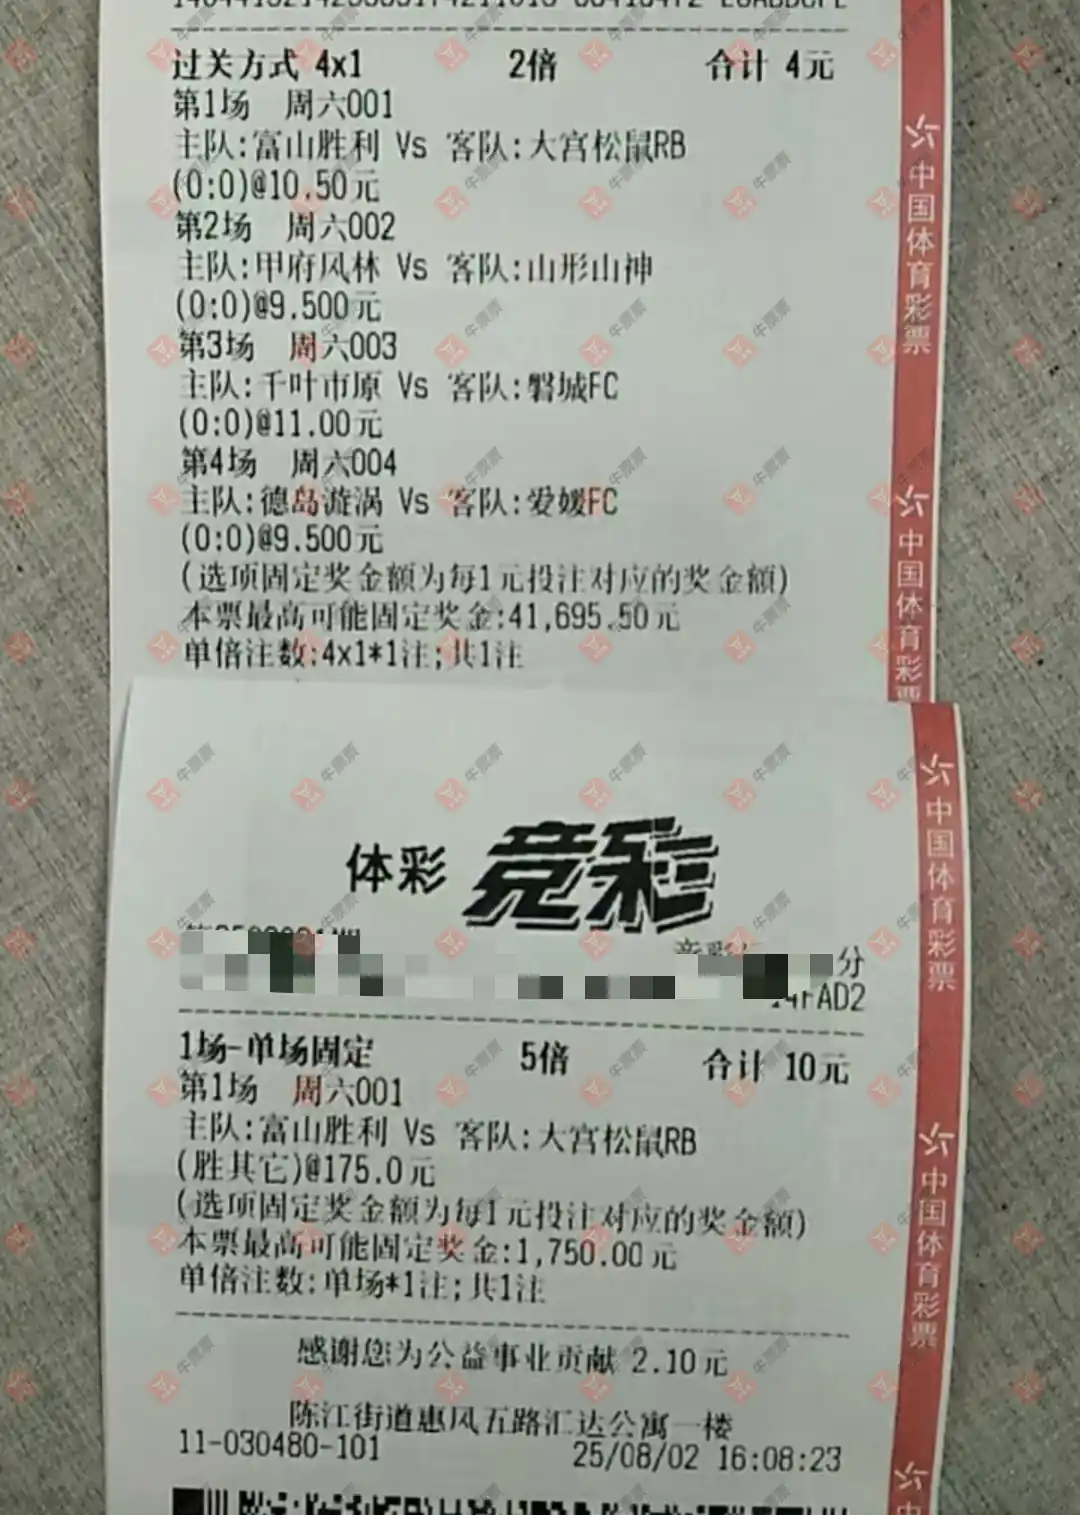 过关方式 4x1 2倍 合计 4元
第1场 周六001
主队:富山胜利 Vs 客队:大宫松鼠RB
(0:0)@10.50元
第2场 周六002
主队:甲府风林 Vs 客队:山形山神
(0:0)@9.500元
第3场 周六003
主队:千叶市原 Vs 客队:磐城FC
(0:0)@11.00元
第4场 周六004
主队:德岛漩涡 Vs 客队:爱媛FC
(0:0)@9.500元
(选项固定奖金额为每1元投注对应的奖金额)
本票最高可能固定奖金:41,695.50元
单倍注数:4x1*1注;共1注
中国体育彩票
中国体育彩票
体彩 竞彩
分
14FAD2
1场-单场固定 5倍 合计 10元
第1场 周六001
主队:富山胜利 Vs 客队:大宫松鼠RB
(胜其它)@175.0元
(选项固定奖金额为每1元投注对应的奖金额)
本票最高可能固定奖金:1,750.00元
单倍注数:单场*1注;共1注
感谢您为公益事业贡献 2.10元
陈江街道惠风五路汇达公寓一楼
11-030480-101 25/08/02 16:08:23
中国体育彩票
中国体育彩票
中
牛票票